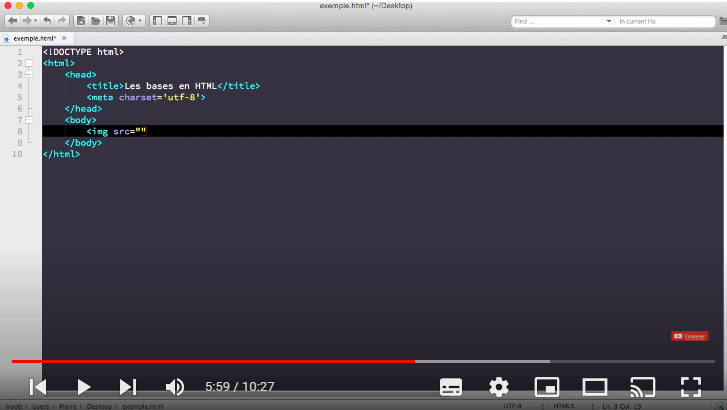 exemple.html* (~/Desktop)
Find ...
In current file
exemple.html*
1 <!DOCTYPE html>
2 <html>
3 <head>
4 <title>Les bases en HTML</title>
5 <meta charset='utf-8'>
6 </head>
7 <body>
8 <img src=""
9 </body>
10 </html>
5:59 / 10:27
(root) Users Pierre Desktop exemple.html
UTF-8 HTML5 Ln: 8 Col: 19